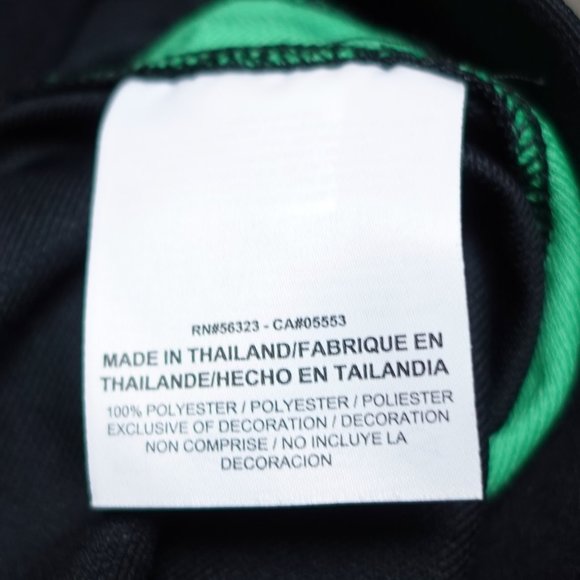 RN#56323 - CA#05553
MADE IN THAILAND/FABRIQUE EN
THAILANDE/HECHO EN TAILANDIA
100% POLYESTER / POLYESTER / POLIESTER
EXCLUSIVE OF DECORATION / DECORATION
NON COMPRISE / NO INCLUYE LA
DECORACION